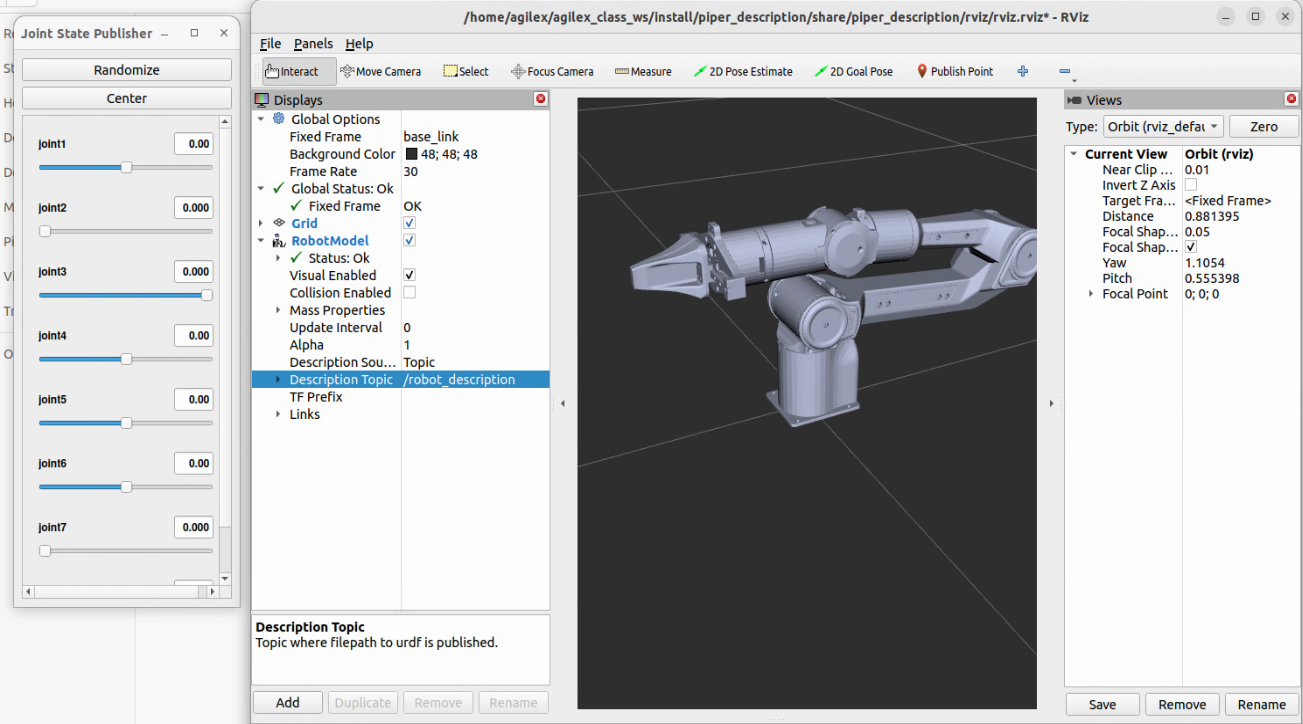 Joint State Publisher
Randomize
Center
joint1 0.00
joint2 0.000
joint3 0.000
joint4 0.00
joint5 0.00
joint6 0.00
joint7 0.000
/home/agilex/agilex_class_ws/install/piper_description/share/piper_description/rviz/rviz.rviz* - RViz
File Panels Help
Interact Move Camera Select Focus Camera Measure 2D Pose Estimate 2D Goal Pose Publish Point
Displays
Global Options
Fixed Frame base_link
Background Color 48; 48; 48
Frame Rate 30
Global Status: Ok
Fixed Frame OK
Grid
RobotModel
Status: Ok
Visual Enabled
Collision Enabled
Mass Properties
Update Interval 0
Alpha 1
Description Sou... Topic
Description Topic /robot_description
TF Prefix
Links
Description Topic
Topic where filepath to urdf is published.
Add Duplicate Remove Rename
Views
Type: Orbit (rviz_defau Zero
Current View Orbit (rviz)
Near Clip ... 0.01
Invert Z Axis
Target Fra... <Fixed Frame>
Distance 0.881395
Focal Shap... 0.05
Focal Shap...
Yaw 1.1054
Pitch 0.555398
Focal Point 0; 0; 0
Save Remove Rename